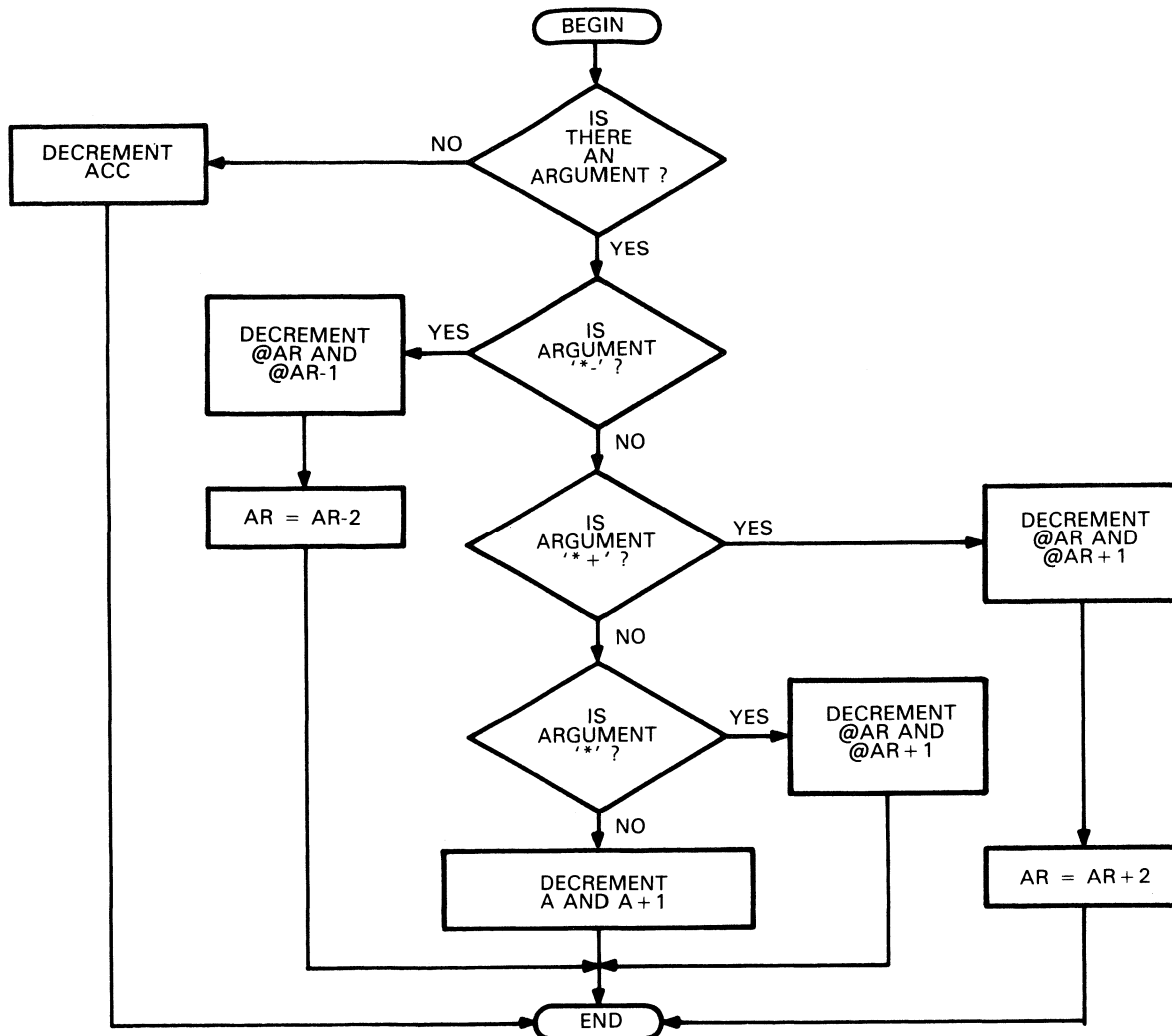 BEGIN
IS
THERE
AN
ARGUMENT ?
NO
DECREMENT
ACC
YES
IS
ARGUMENT
‘*-’ ?
YES
DECREMENT
@AR AND
@AR-1
AR = AR-2
NO
IS
ARGUMENT
‘*+’ ?
YES
DECREMENT
@AR AND
@AR+1
AR = AR+2
NO
IS
ARGUMENT
‘*’ ?
YES
DECREMENT
@AR AND
@AR+1
NO
DECREMENT
A AND A+1
END